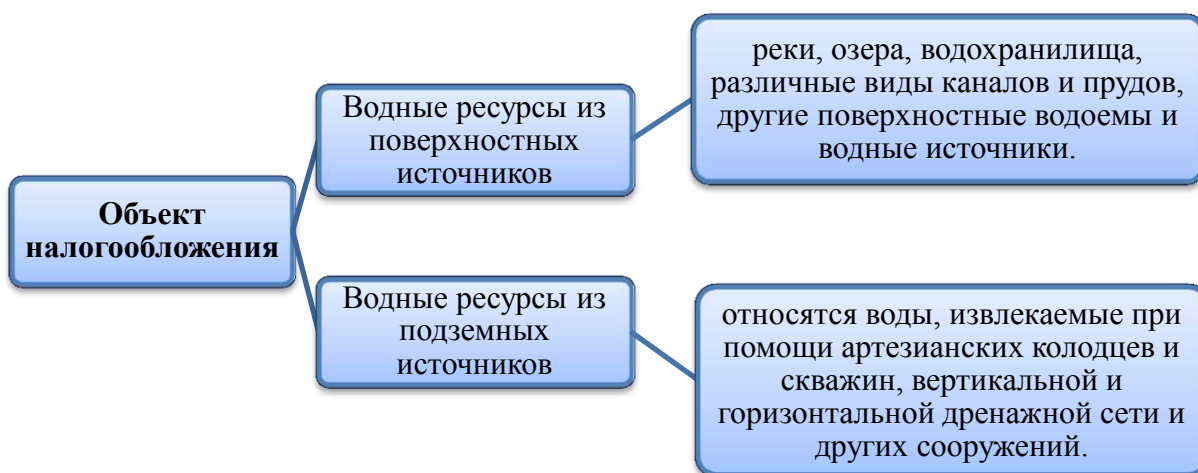 Объект
налогообложения
Водные ресурсы из
поверхностных
источников
реки, озера, водохранилища,
различные виды каналов и прудов,
другие поверхностные водоемы и
водные источники.
Водные ресурсы из
подземных
источников
относятся воды, извлекаемые при
помощи артезианских колодцев и
скважин, вертикальной и
горизонтальной дренажной сети и
других сооружений.